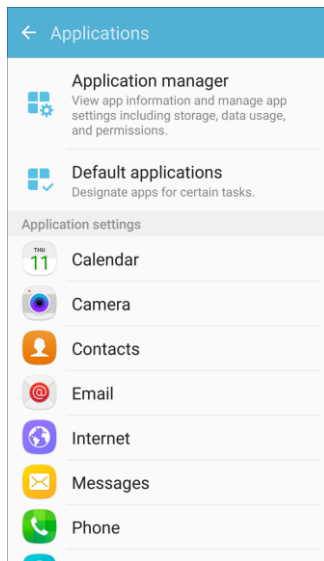 Applications
Application manager
View app information and manage app
settings including storage, data usage,
and permissions.
Default applications
Designate apps for certain tasks.
Application settings
THU
11
Calendar
Camera
Contacts
@
Email
Internet
Messages
Phone